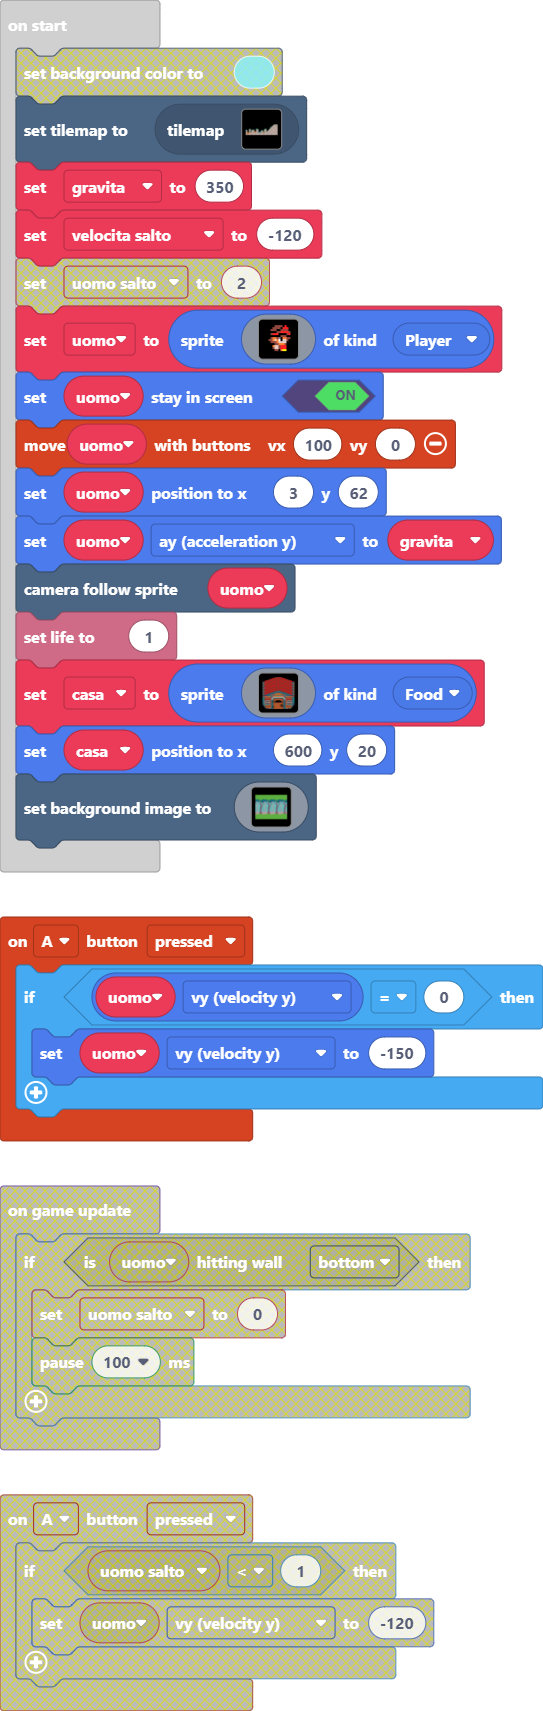 on start
set background color to
set tilemap to tilemap
set gravita to 350
set velocita salto to -120
set uomo salto to 2
set uomo to sprite of kind Player
set uomo stay in screen ON
move uomo with buttons vx 100 vy 0
set uomo position to x 3 y 62
set uomo ay (acceleration y) to gravita
camera follow sprite uomo
set life to 1
set casa to sprite of kind Food
set casa position to x 600 y 20
set background image to
on A button pressed
if uomo vy (velocity y) = 0 then
set uomo vy (velocity y) to -150
on game update
if is uomo hitting wall bottom then
set uomo salto to 0
pause 100 ms
on A button pressed
if uomo salto < 1 then
set uomo vy (velocity y) to -120